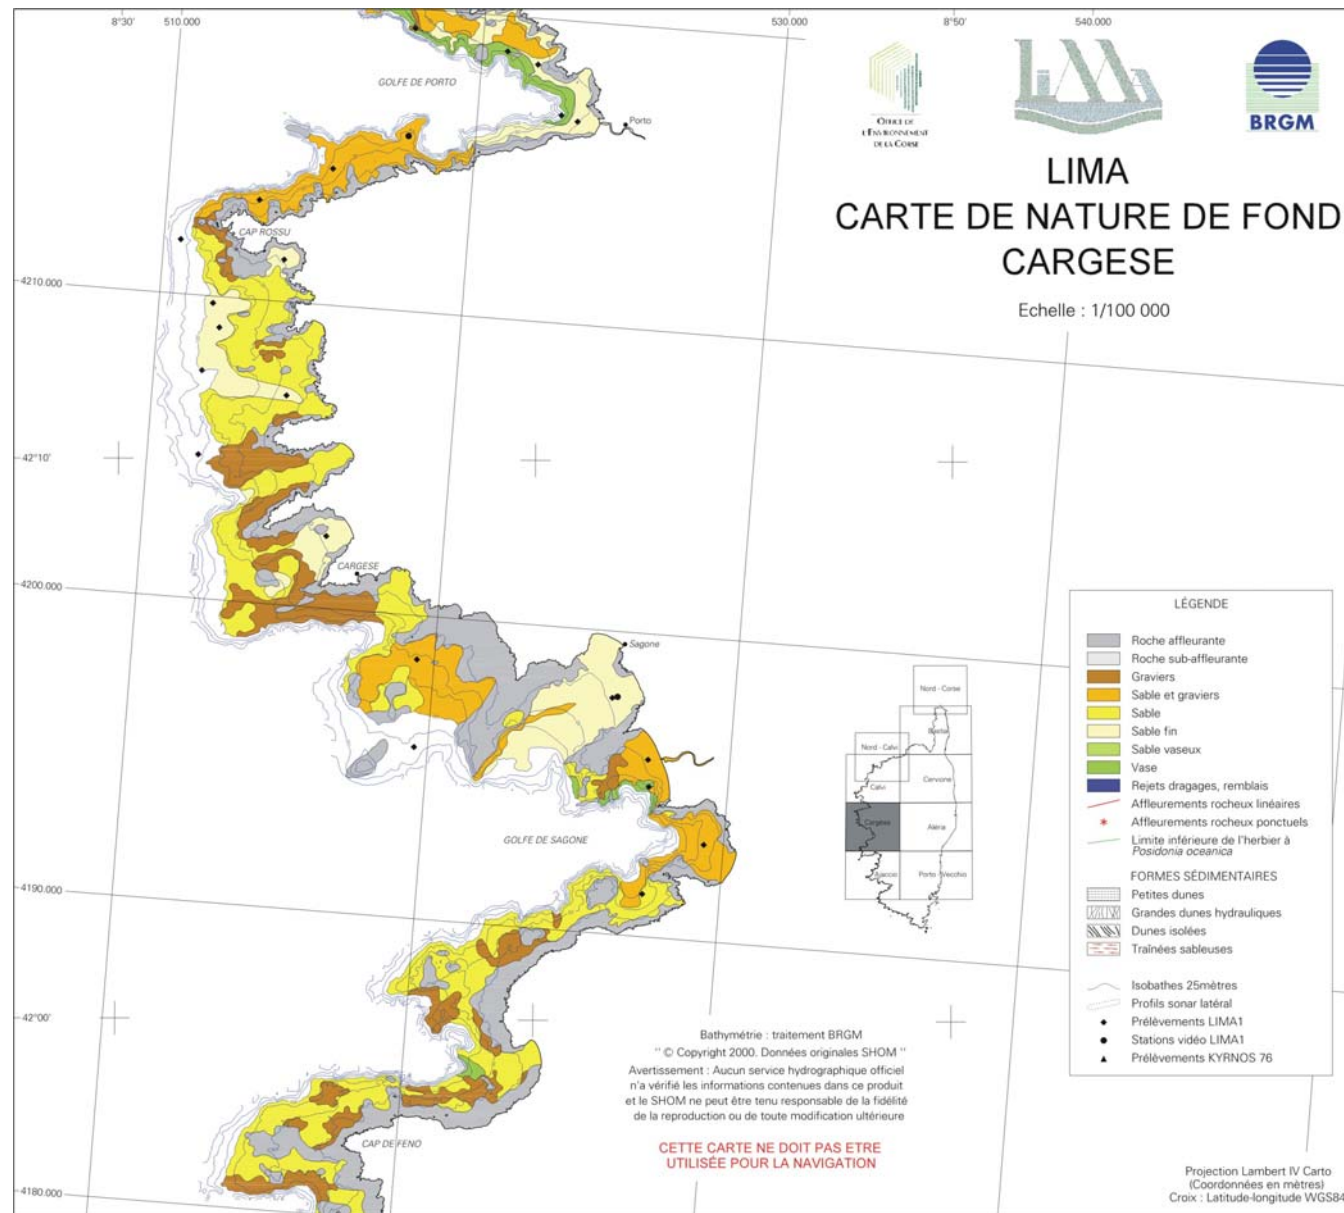 8°30'
510.000
530.000
8°50
540.000
GOLFE DE PORTO
Porto
OFFICE DE
L'ENVIRONNEMENT
DE LA CORSE
LIMA
BRGM
LIMA
CARTE DE NATURE DE FOND
CARGESE
Echelle : 1/100 000
CAP ROSSU
4210.000
42°10'
CARGESE
4200.000
Sagone
GOLFE DE SAGONE
4190.000
42°00'
CAP DE FENO
4180.000
Nord - Corse
Bastia
Nord - Calvi
Cervione
Calvi
Cargèse
Aléria
Ajaccio
Porto Vecchio
LÉGENDE
Roche affleurante
Roche sub-affleurante
Graviers
Sable et graviers
Sable
Sable fin
Sable vaseux
Vase
Rejets dragages, remblais
Affleurements rocheux linéaires
Affleurements rocheux ponctuels
Limite inférieure de l'herbier à
Posidonia oceanica
FORMES SÉDIMENTAIRES
Petites dunes
Grandes dunes hydrauliques
Dunes isolées
Traînées sableuses
Isobathes 25mètres
Profils sonar latéral
Prélèvements LIMA1
Stations vidéo LIMA1
Prélèvements KYRNOS 76
Bathymétrie : traitement BRGM
'' © Copyright 2000. Données originales SHOM ''
Avertissement : Aucun service hydrographique officiel
n'a vérifié les informations contenues dans ce produit
et le SHOM ne peut être tenu responsable de la fidélité
de la reproduction ou de toute modification ultérieure
CETTE CARTE NE DOIT PAS ETRE
UTILISÉE POUR LA NAVIGATION
Projection Lambert IV Carto
(Coordonnées en mètres)
Croix : Latitude-longitude WGS84